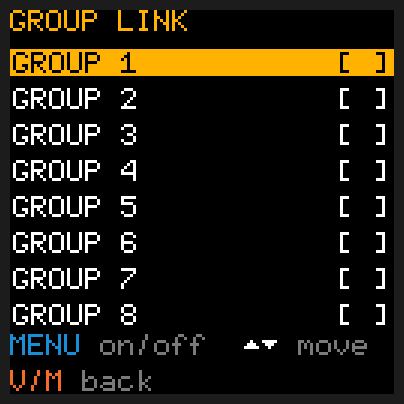 GROUP LINK
GROUP 1 [ ]
GROUP 2 [ ]
GROUP 3 [ ]
GROUP 4 [ ]
GROUP 5 [ ]
GROUP 6 [ ]
GROUP 7 [ ]
GROUP 8 [ ]
MENU on/off ▲▼ move
V/M back